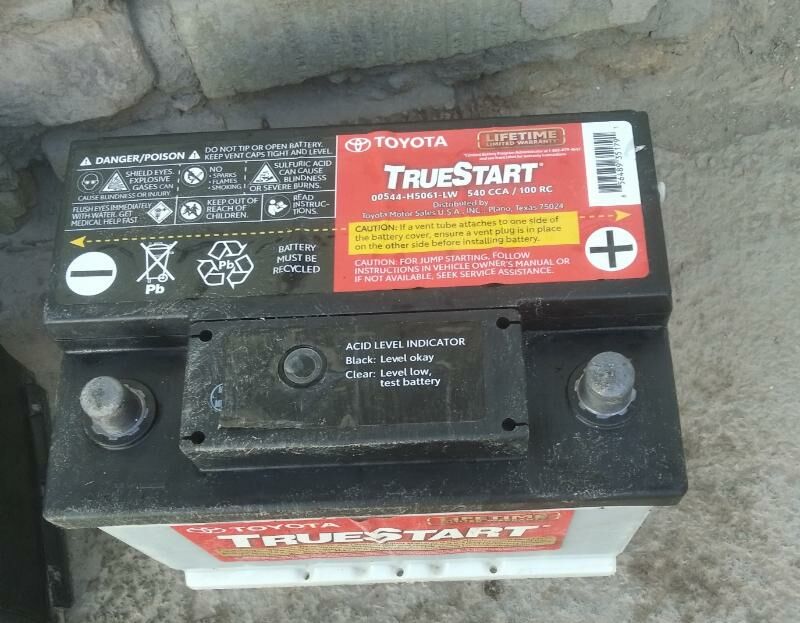 DANGER/POISON
DO NOT TIP OR OPEN BATTERY.
KEEP VENT CAPS TIGHT AND LEVEL.
SHIELD EYES.
EXPLOSIVE
GASES CAN
CAUSE BLINDNESS OR INJURY
NO
• SPARKS
• FLAMES
• SMOKING
SULFURIC ACID
CAN CAUSE
BLINDNESS
OR SEVERE BURNS.
FLUSH EYES IMMEDIATELY
WITH WATER. GET
MEDICAL HELP FAST.
KEEP OUT OF
REACH OF
CHILDREN.
READ
INSTRUC-
TIONS.
Pb
Pb
BATTERY
MUST BE
RECYCLED
TOYOTA
LIFETIME
LIMITED WARRANTY*
TRUESTART
00544-H5061-LW 540 CCA / 100 RC
Distributed by
Toyota Motor Sales U.S.A., INC., Plano, Texas 75024
CAUTION: If a vent tube attaches to one side of
the battery cover, ensure a vent plug is in place
on the other side before installing battery.
CAUTION: FOR JUMP STARTING, FOLLOW
INSTRUCTIONS IN VEHICLE OWNER'S MANUAL OR
IF NOT AVAILABLE, SEEK SERVICE ASSISTANCE.
ACID LEVEL INDICATOR
Black: Level okay
Clear: Level low,
test battery
TOYOTA
TRUESTART